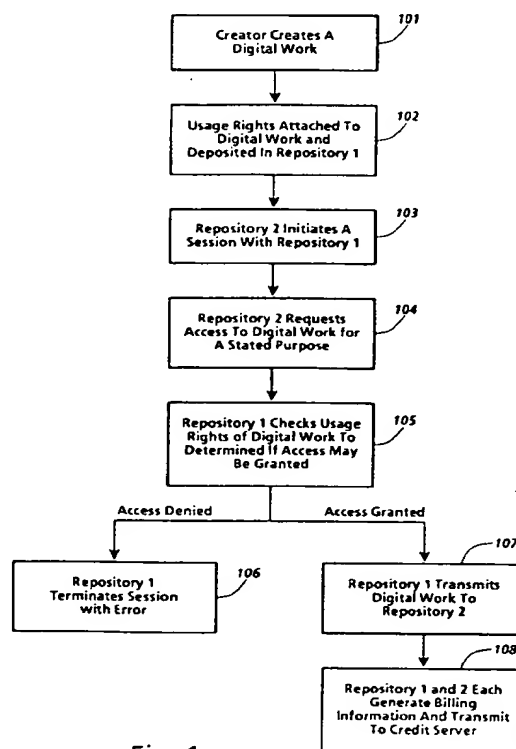 Creator Creates A
Digital Work
101
Usage Rights Attached To
Digital Work and
Deposited In Repository 1
102
Repository 2 Initiates A
Session With Repository 1
103
Repository 2 Requests
Access To Digital Work for
A Stated Purpose
104
Repository 1 Checks Usage
Rights of Digital Work To
Determined If Access May
Be Granted
105
Access Denied
Access Granted
Repository 1
Terminates Session
with Error
106
107
Repository 1 Transmits
Digital Work To
Repository 2
108
Repository 1 and 2 Each
Generate Billing
Information And Transmit
To Credit Server